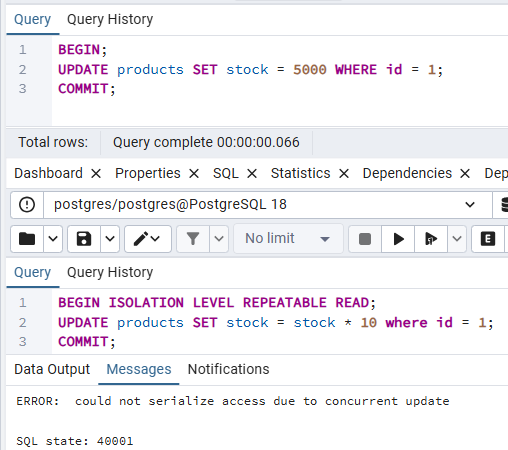 Query Query History
1 BEGIN;
2 UPDATE products SET stock = 5000 WHERE id = 1;
3 COMMIT;
Total rows: Query complete 00:00:00.066
Dashboard Properties SQL Statistics Dependencies Dep
postgres/postgres@PostgreSQL 18
No limit E
Query Query History
1 BEGIN ISOLATION LEVEL REPEATABLE READ;
2 UPDATE products SET stock = stock * 10 where id = 1;
3 COMMIT;
Data Output Messages Notifications
ERROR:  could not serialize access due to concurrent update
SQL state: 40001